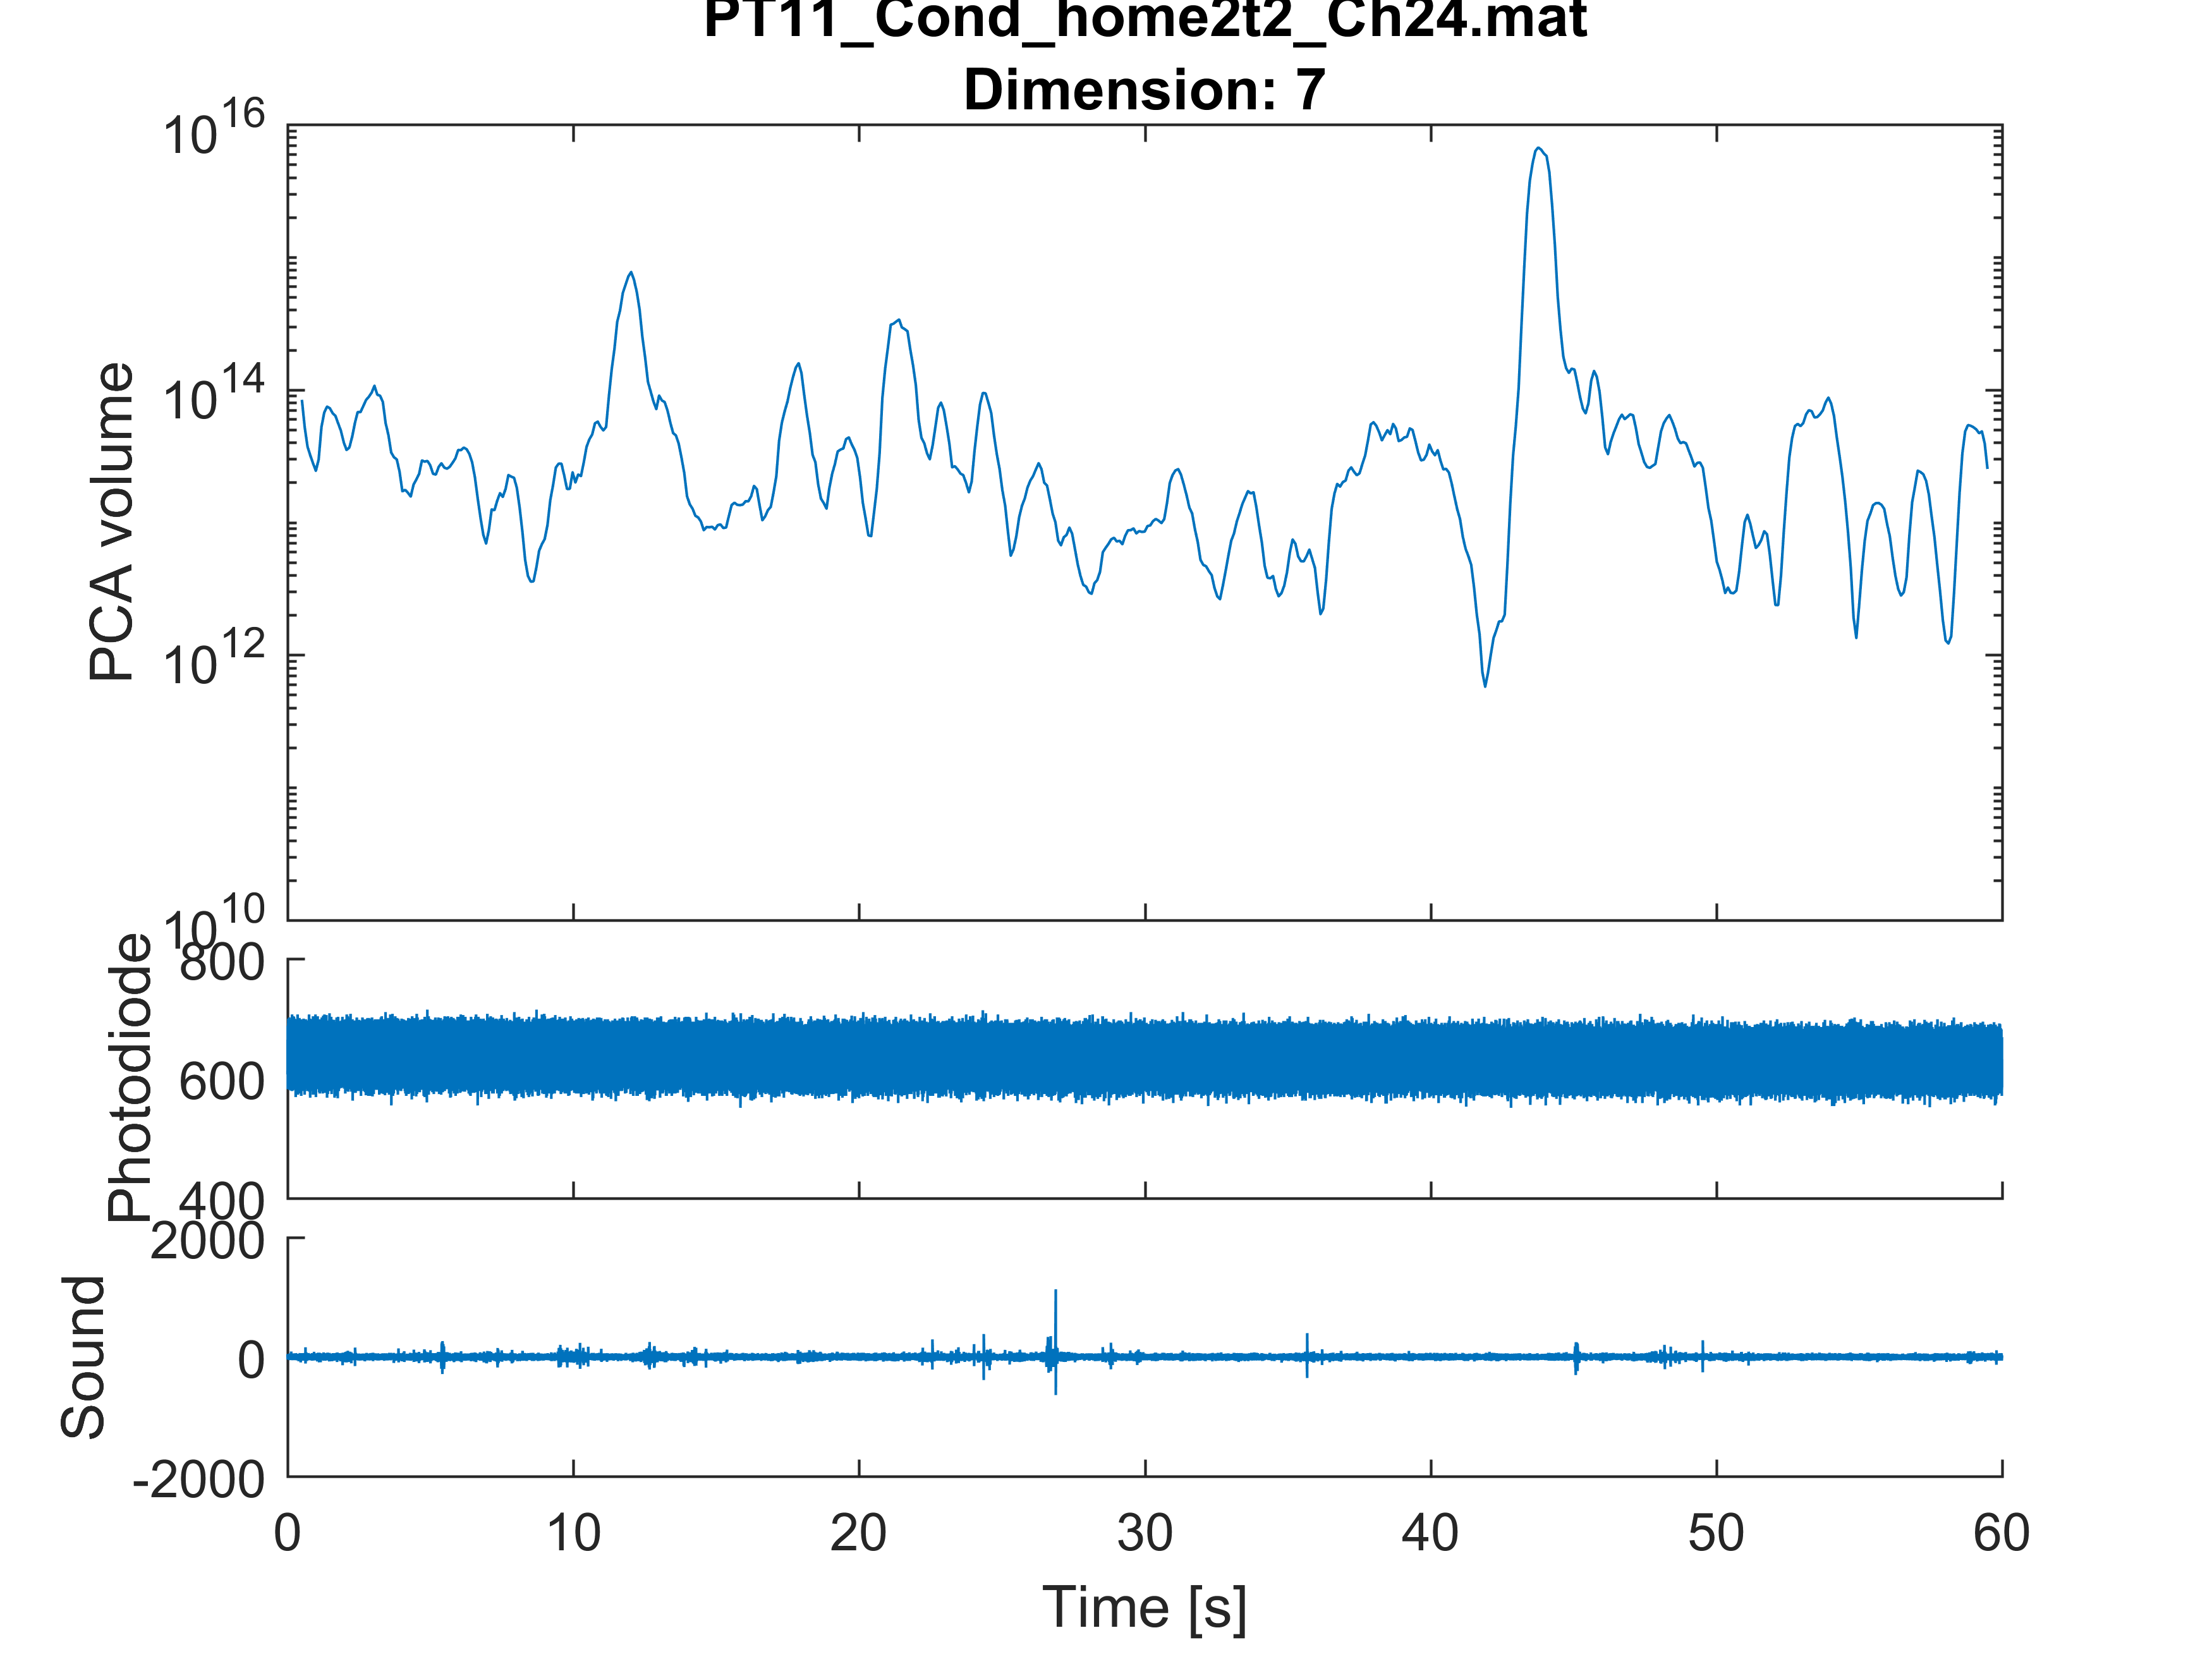 PT11_Cond_home2t2_Ch24.mat
Dimension: 7
10^16
10^14
10^12
10^10
PCA volume
800
600
400
Photodiode
2000
0
-2000
Sound
0 10 20 30 40 50 60
Time [s]